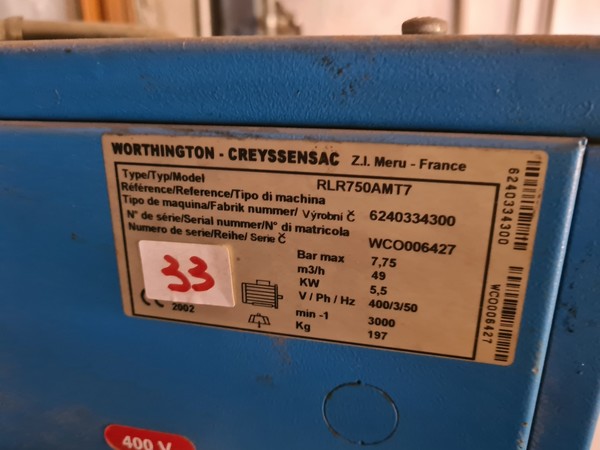 WORTHINGTON - CREYSSENSAC Z.I. Meru - France
Type/Typ/Model RLR750AMT7
Référence/Reference/Tipo di machina
Tipo de maquina/Fabrik nummer/ Výrobní č 6240334300
N° de série/Serial nummer/N° di matricola
Numero de serie/Reihe/ Serie Č WCO006427
Bar max 7,75
m3/h 49
KW 5,5
V / Ph / Hz 400/3/50
min -1 3000
Kg 197
33
CE
2002
6240334300
WCO006427
400 V